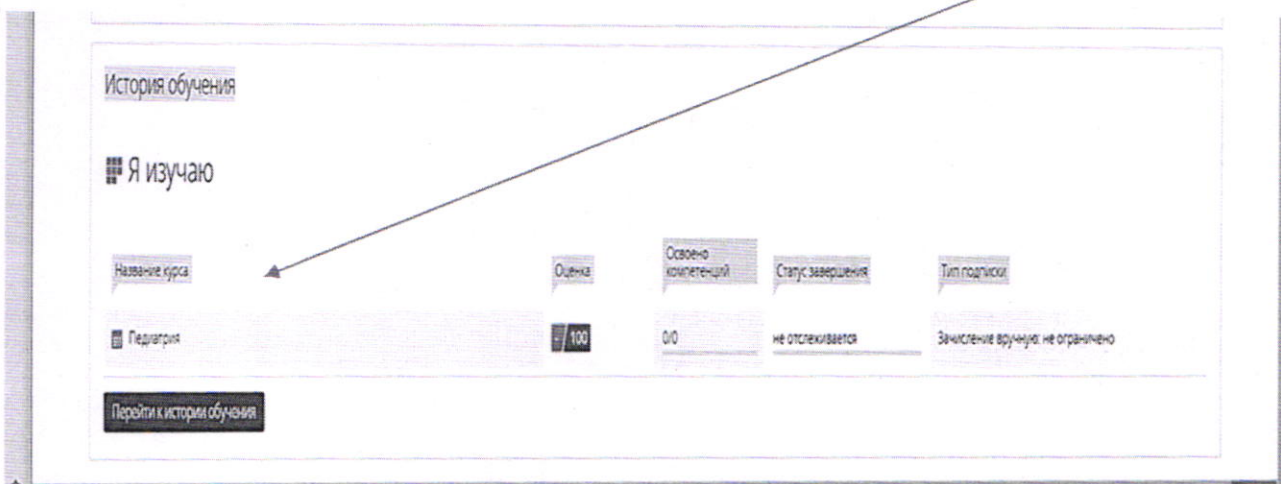 История обучения
Я изучаю
Название курса
Оценка
Освоено
компетенций
Статус завершения
Тип подписки
Педиатрия
- / 100
0/0
не отслеживается
Зачисление вручную: не ограничено
Перейти к истории обучения